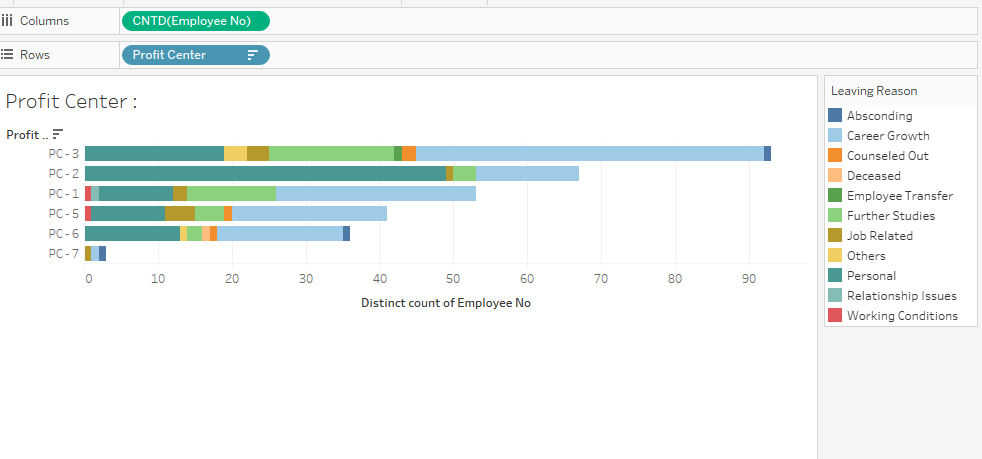 Columns
CNTD(Employee No)
Rows
Profit Center
Profit Center :
Profit ..
PC - 3
PC - 2
PC - 1
PC - 5
PC - 6
PC - 7
0 10 20 30 40 50 60 70 80 90
Distinct count of Employee No
Leaving Reason
Absconding
Career Growth
Counseled Out
Deceased
Employee Transfer
Further Studies
Job Related
Others
Personal
Relationship Issues
Working Conditions